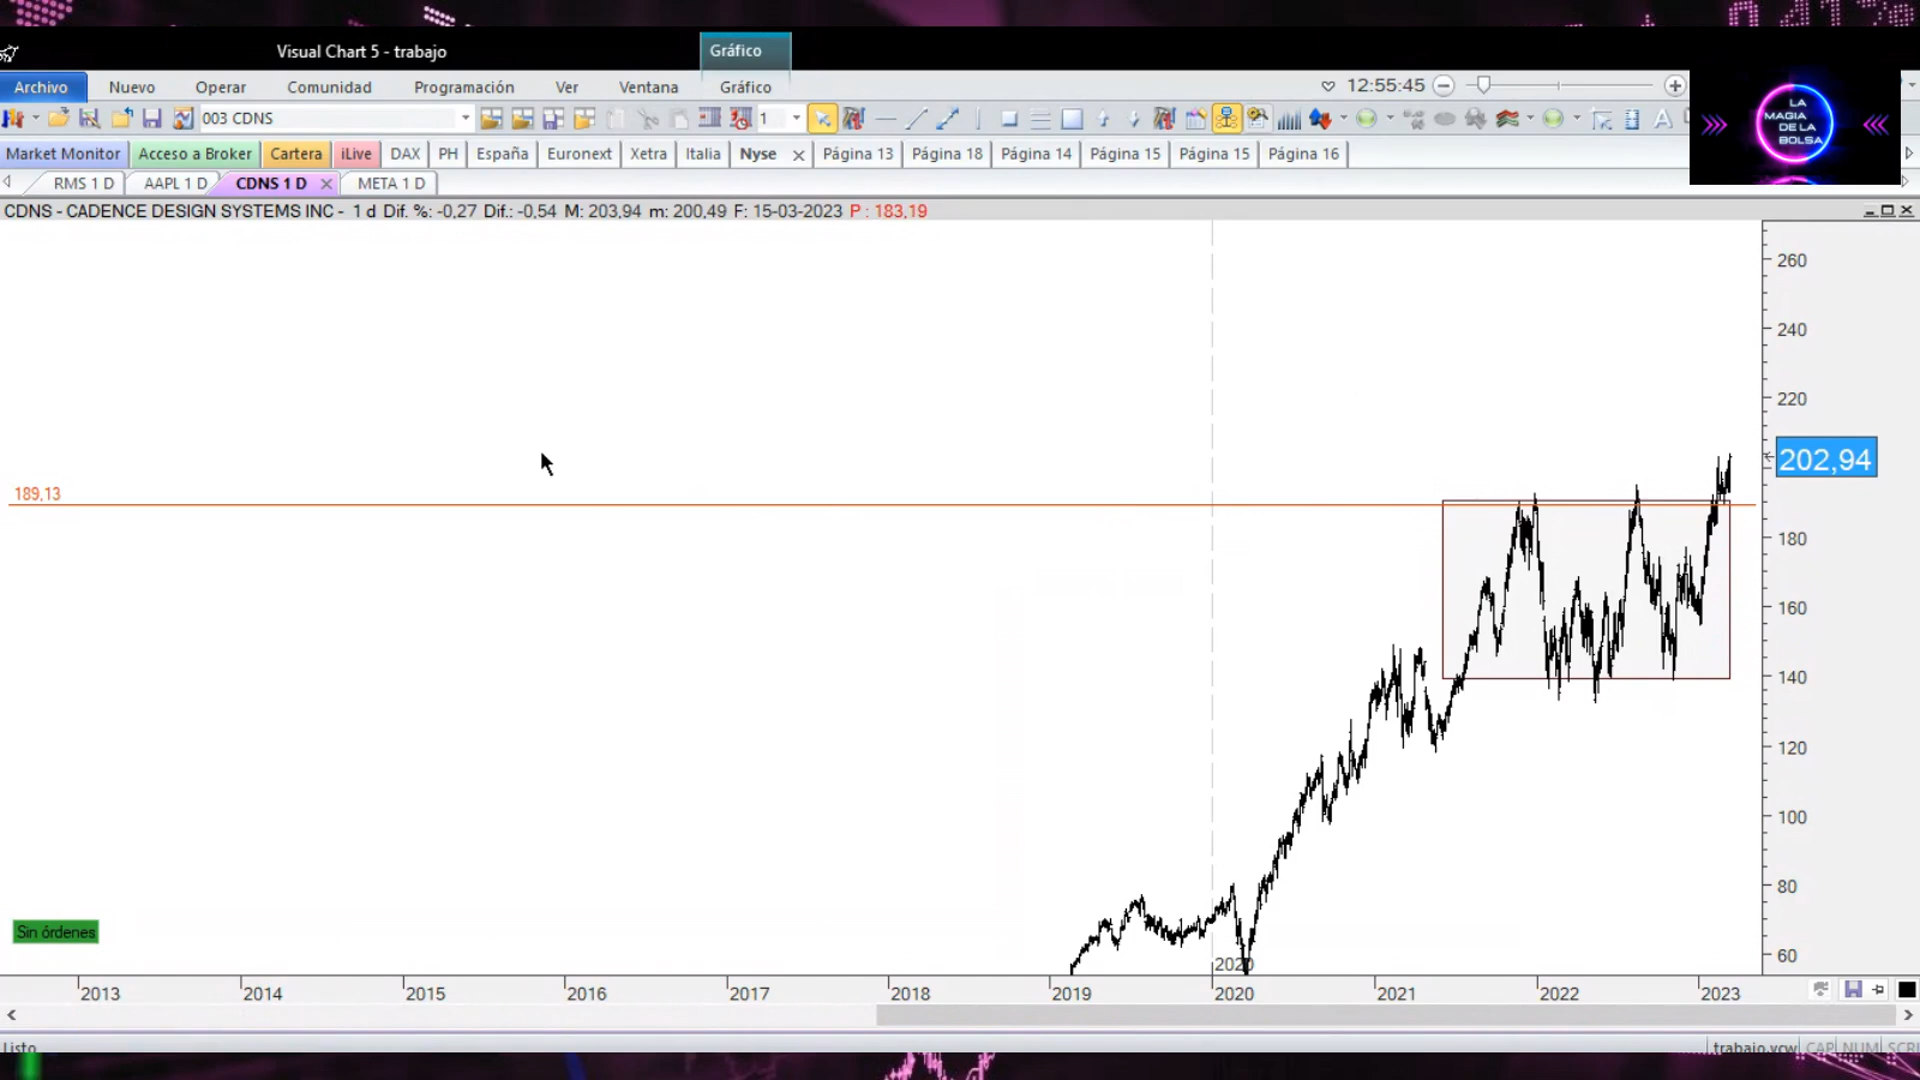 Visual Chart 5 - trabajo
Gráfico
Archivo Nuevo Operar Comunidad Programación Ver Ventana Gráfico 12:55:45
003 CDNS 1
LA
MAGIA
DE LA
BOLSA
Market Monitor Acceso a Broker Cartera iLive DAX PH España Euronext Xetra Italia Nyse Página 13 Página 18 Página 14 Página 15 Página 15 Página 16
RMS 1 D AAPL 1 D CDNS 1 D META 1 D
CDNS - CADENCE DESIGN SYSTEMS INC - 1 d Dif. %: -0,27 Dif.: -0,54 M: 203,94 m: 200,49 F: 15-03-2023 P : 183,19
260
240
220
202,94
189,13
180
160
140
120
100
80
60
Sin órdenes
2020
2013 2014 2015 2016 2017 2018 2019 2020 2021 2022 2023
Listo trabajo.vcw CAP NUM SCRL